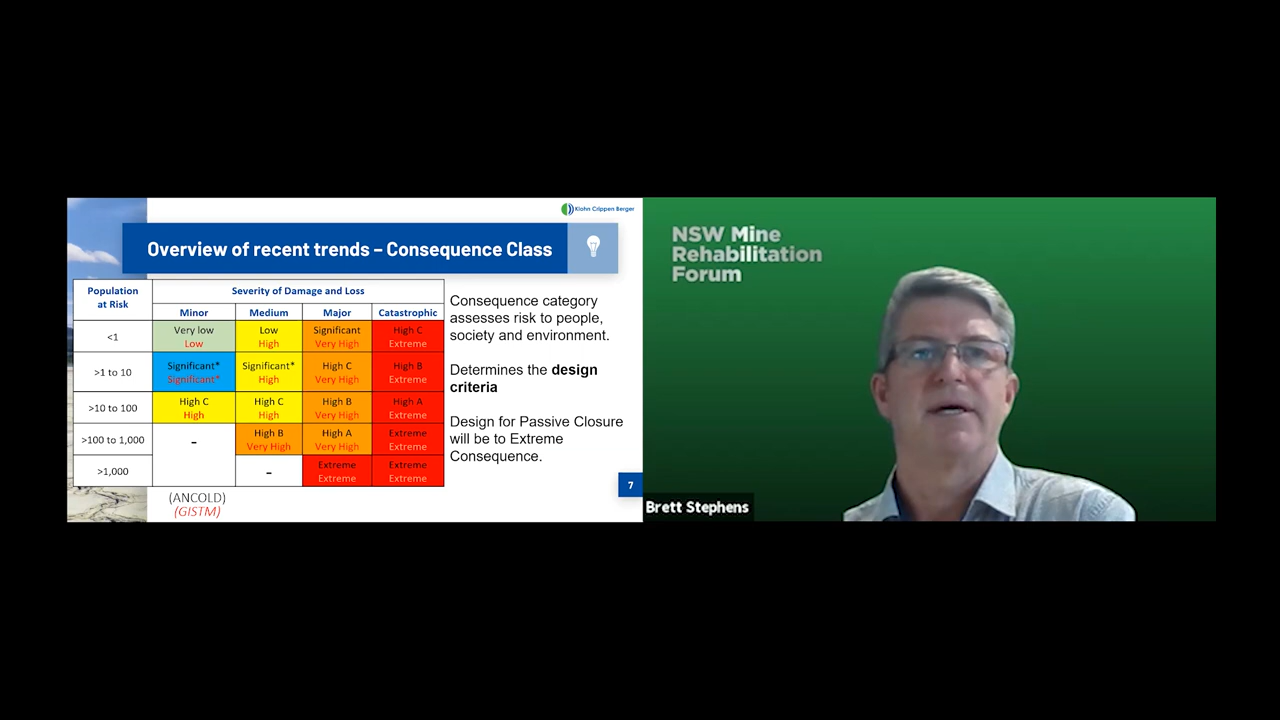 Klohn Crippen Berger
Overview of recent trends – Consequence Class
Population at Risk
Severity of Damage and Loss
Minor Medium Major Catastrophic
<1
Very low Low Significant High C
Low High Very High Extreme
>1 to 10
Significant* Significant* High C High B
Significant* High Very High Extreme
>10 to 100
High C High C High B High A
High High Very High Extreme
>100 to 1,000
- High B High A Extreme
Very High Very High Extreme
>1,000
- Extreme Extreme
Extreme Extreme
(ANCOLD)
(GISTM)
Consequence category
assesses risk to people,
society and environment.
Determines the design
criteria
Design for Passive Closure
will be to Extreme
Consequence.
7
NSW Mine
Rehabilitation
Forum
Brett Stephens